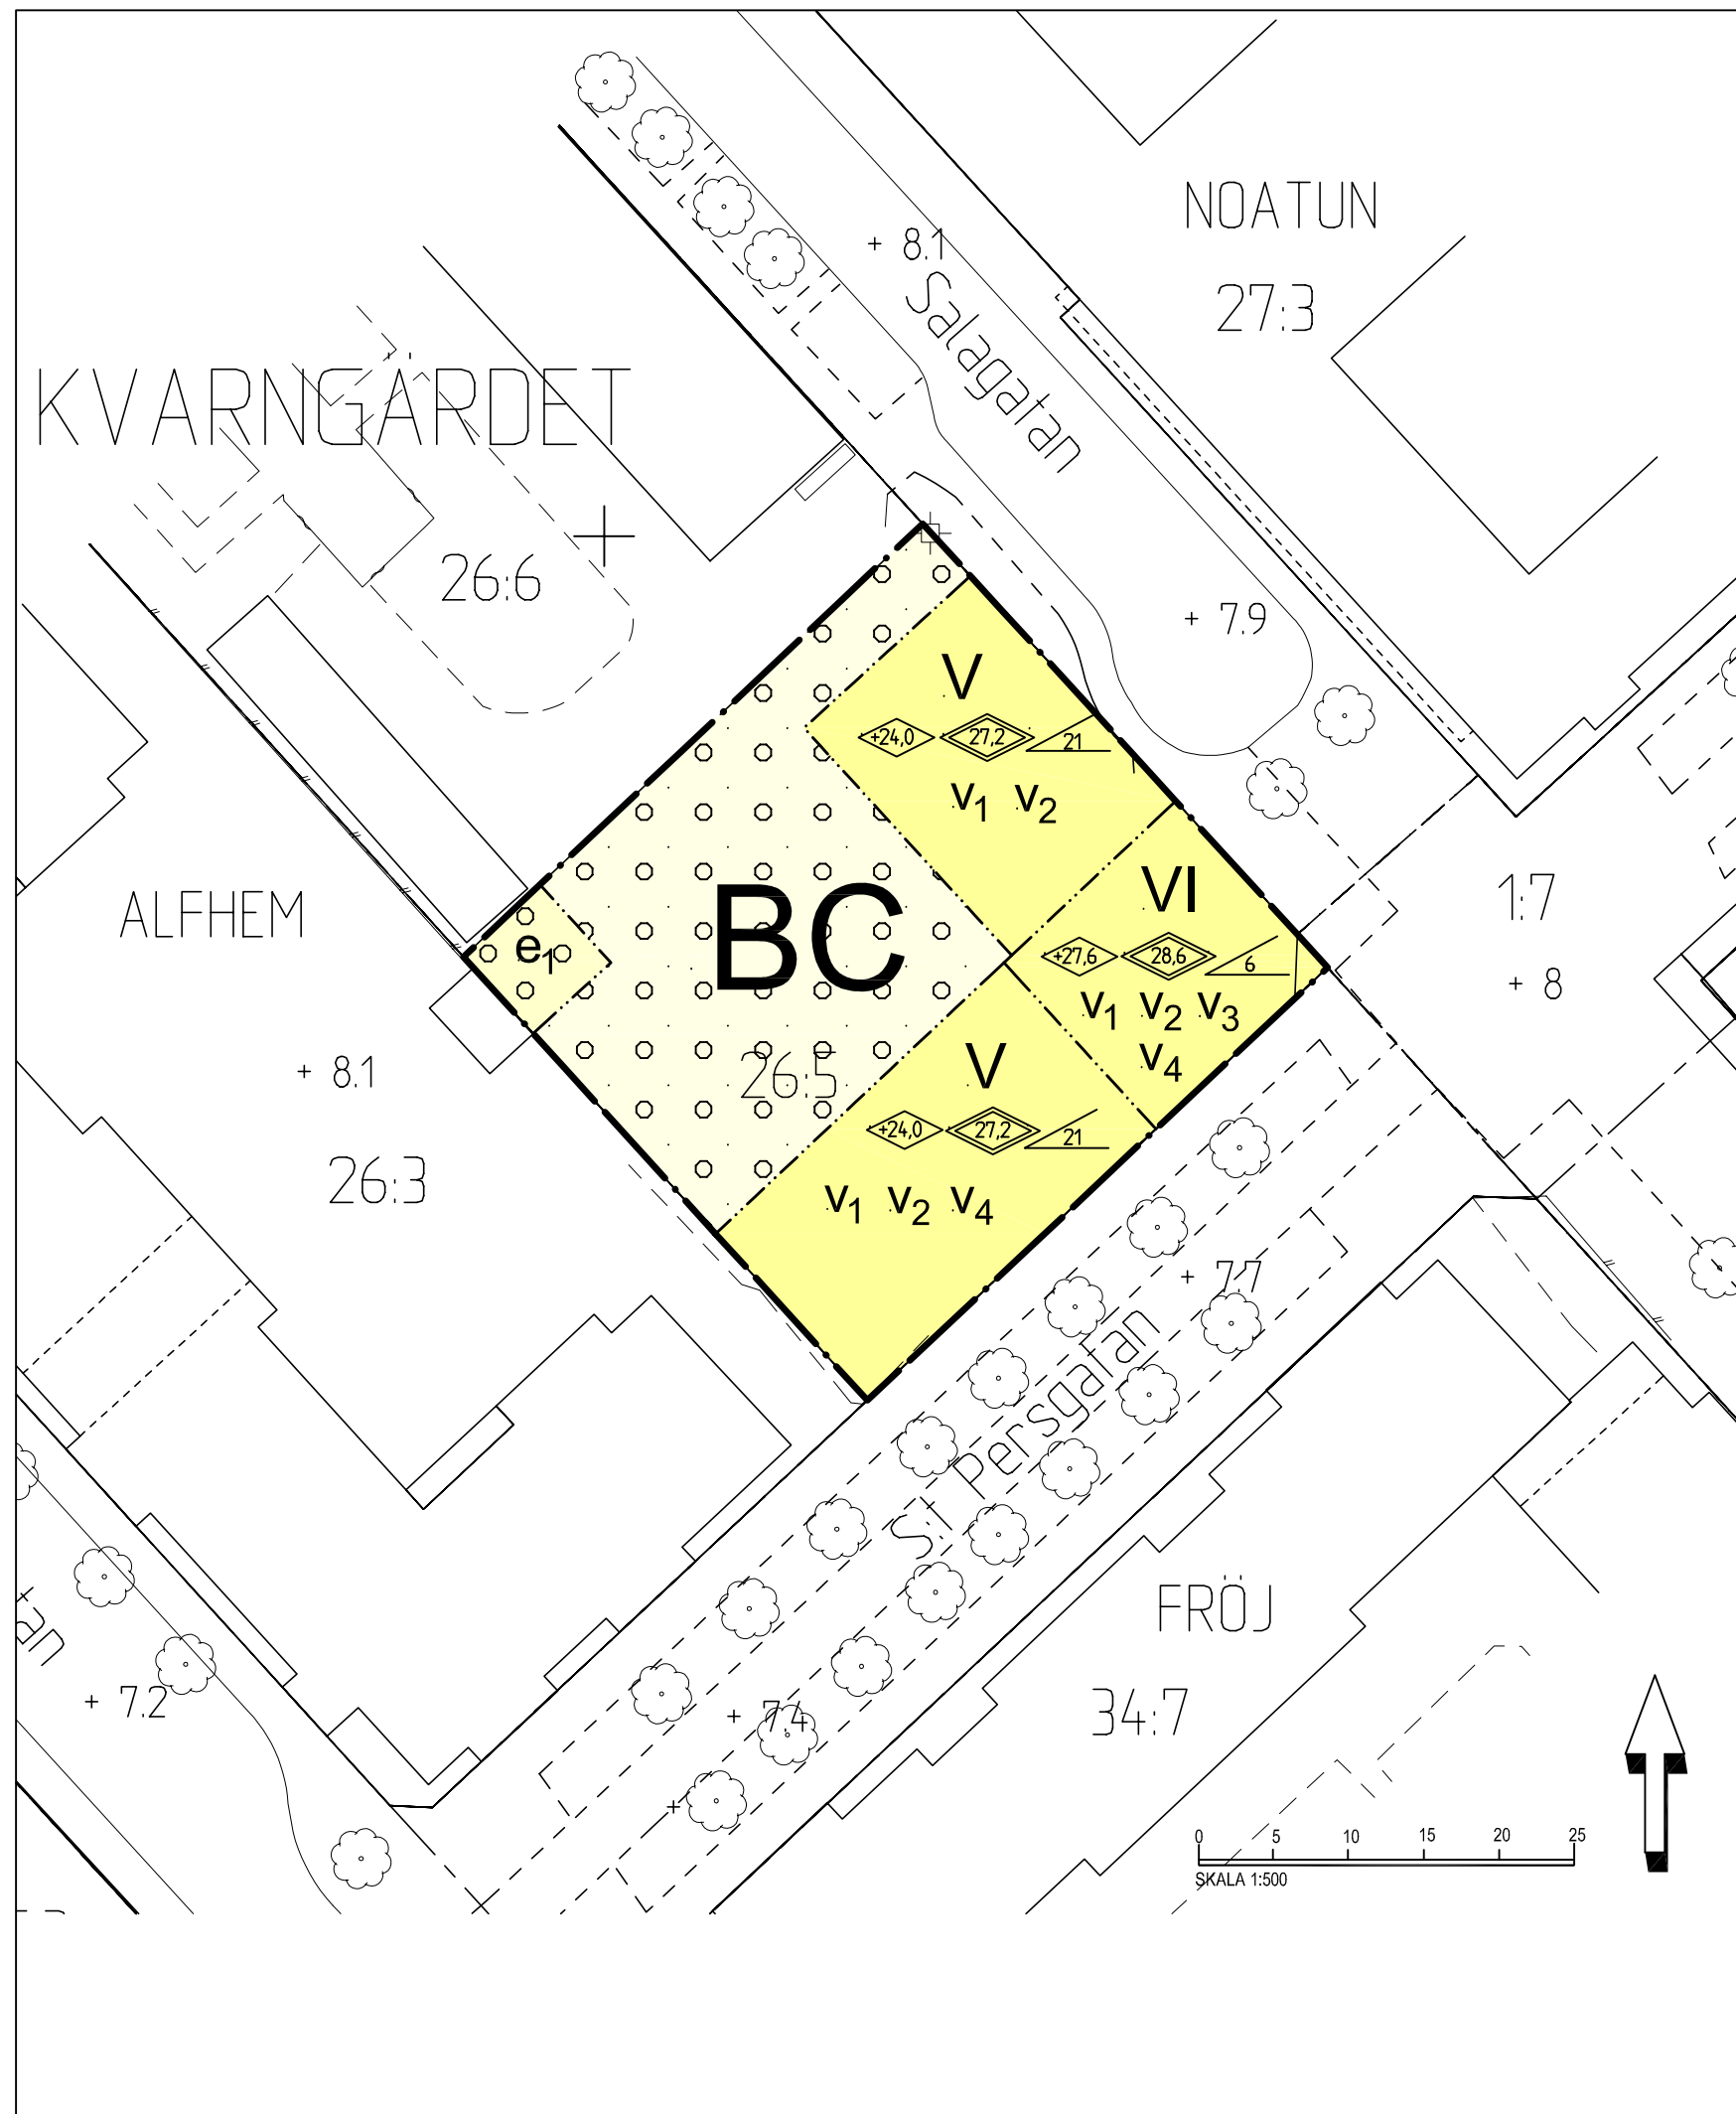 NOATUN
27:3
+ 8.1
Salagatan
KVARNGÄRDET
26:6
+ 7.9
V
+24,0 27,2 21
v1 v2
ALFHEM
BC
e1
VI
+27,6 28,6 6
v1 v2 v3
v4
1:7
+ 8
+ 8.1
26:5
V
+24,0 27,2 21
v1 v2 v4
26:3
+ 7.7
S:t Persgatan
FRÖJ
34:7
+ 7.2
+ 7.4
0 5 10 15 20 25
SKALA 1:500